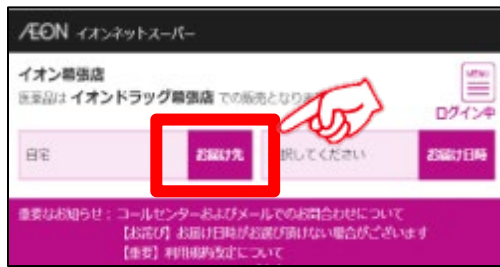 ÆON イオンネットスーパー
イオン幕張店
医薬品は イオンドラッグ幕張店 での販売となります
MENU
ログイン中
自宅 お届け先 択してください お届け日時
重要なお知らせ： コールセンターおよびメールでのお問合わせについて
【お詫び】お届け日時がお選び頂けない場合がございます
【重要】利用規約改定について